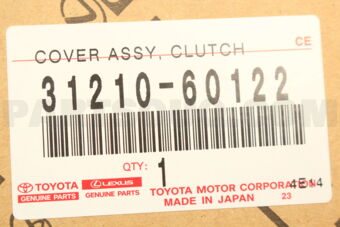 COVER ASSY, CLUTCH
CE
31210-60122
QTY: 1
TOYOTA
GENUINE PARTS
LEXUS
GENUINE PARTS
TOYOTA MOTOR CORPORATION
MADE IN JAPAN
23
4E14